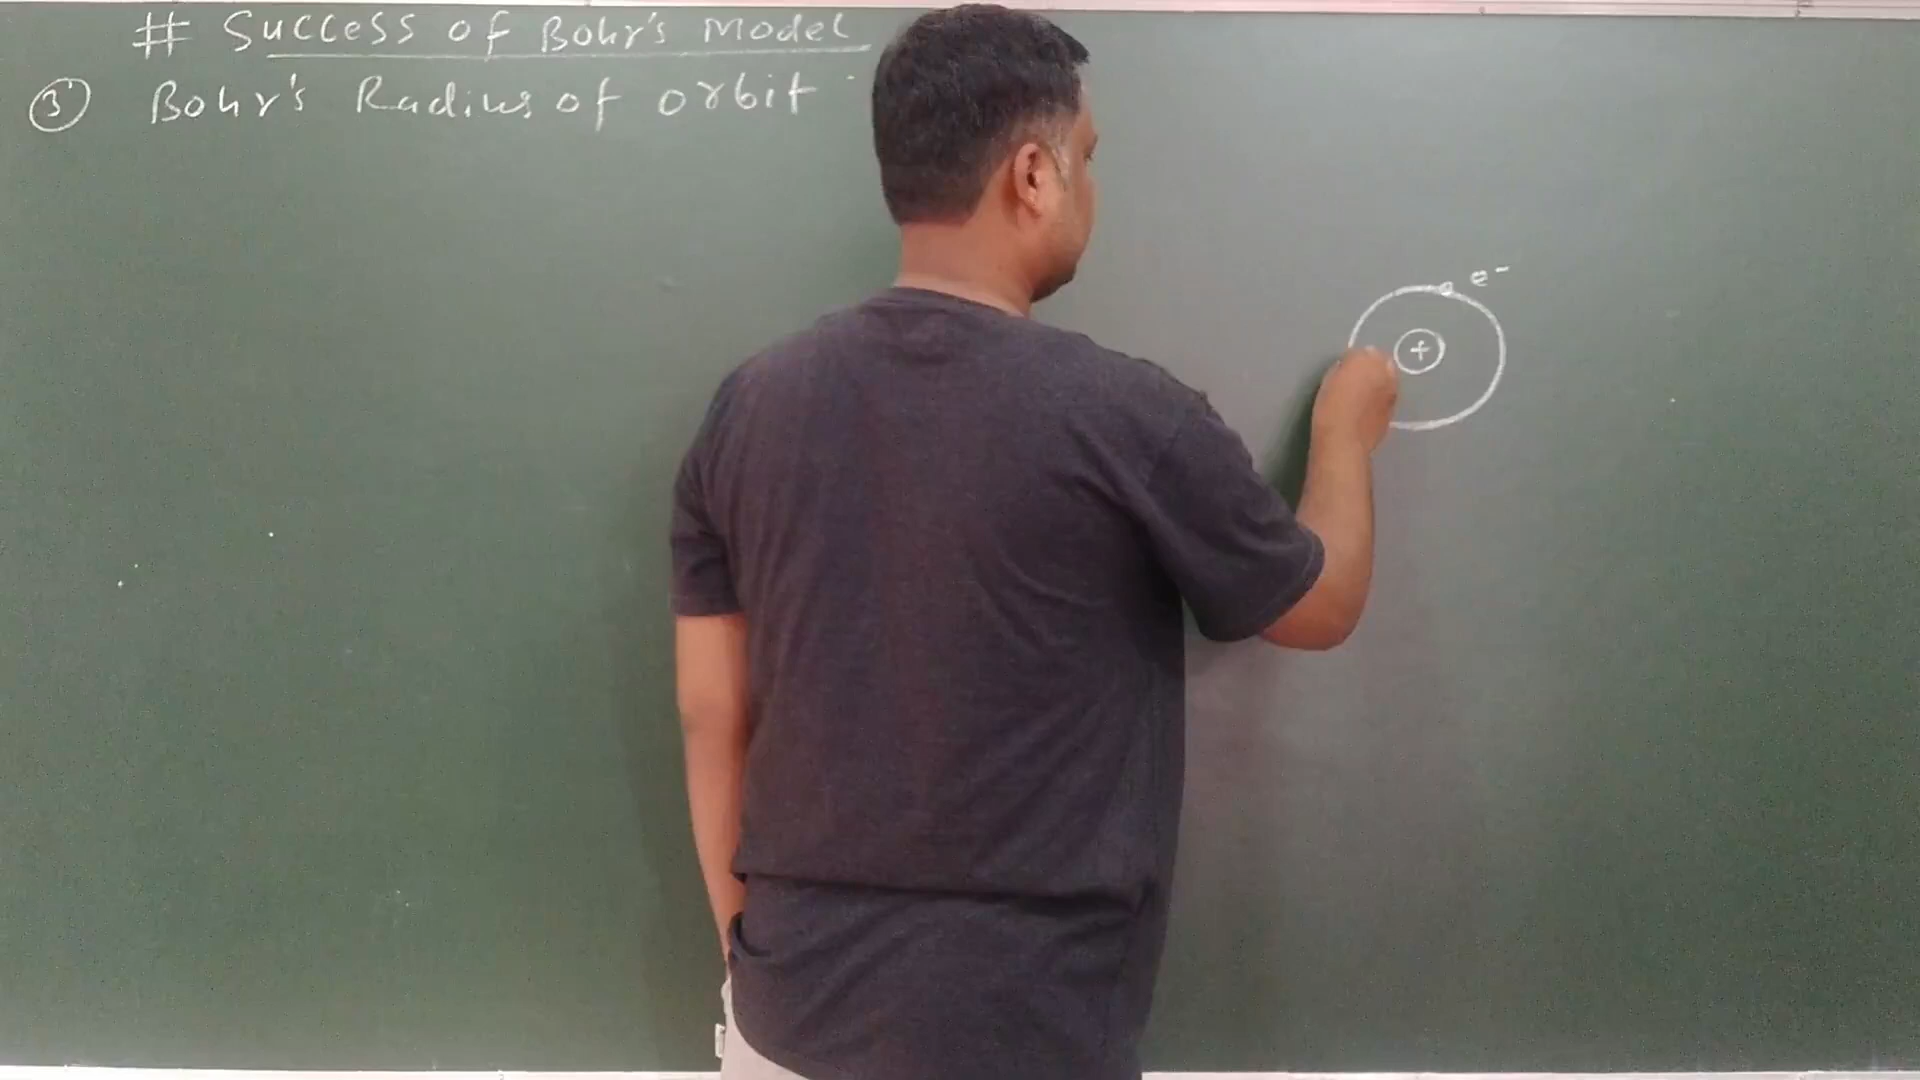 # Success of Bohr's Model
③ Bohr's Radius of orbit
e⁻
+